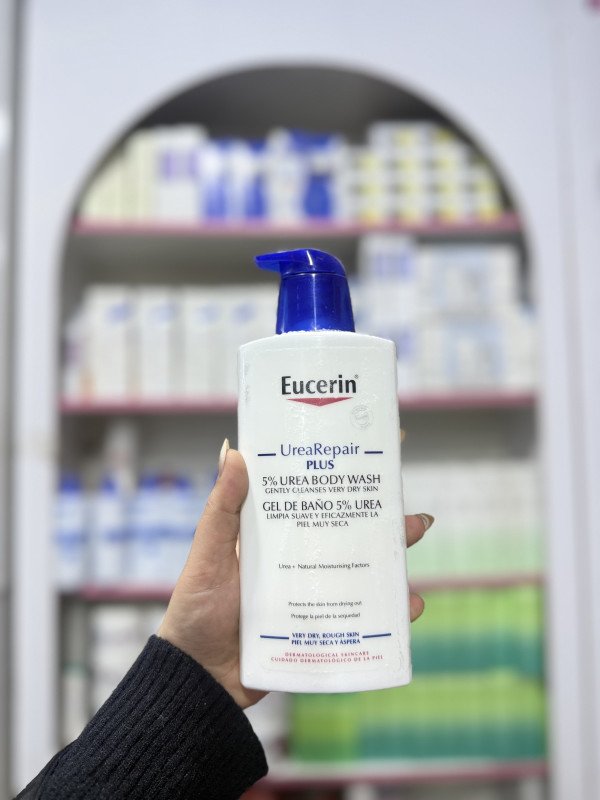 Eucerin®
UreaRepair
PLUS
5% UREA BODY WASH
GENTLY CLEANSES VERY DRY SKIN
GEL DE BAÑO 5% UREA
LIMPIA SUAVE Y EFICAZMENTE LA
PIEL MUY SECA
Urea + Natural Moisturising Factors
Protects the skin from drying out
Protege la piel de la sequedad
VERY DRY, ROUGH SKIN
PIEL MUY SECA Y ÁSPERA
DERMATOLOGICAL SKINCARE
CUIDADO DERMATOLÓGICO DE LA PIEL